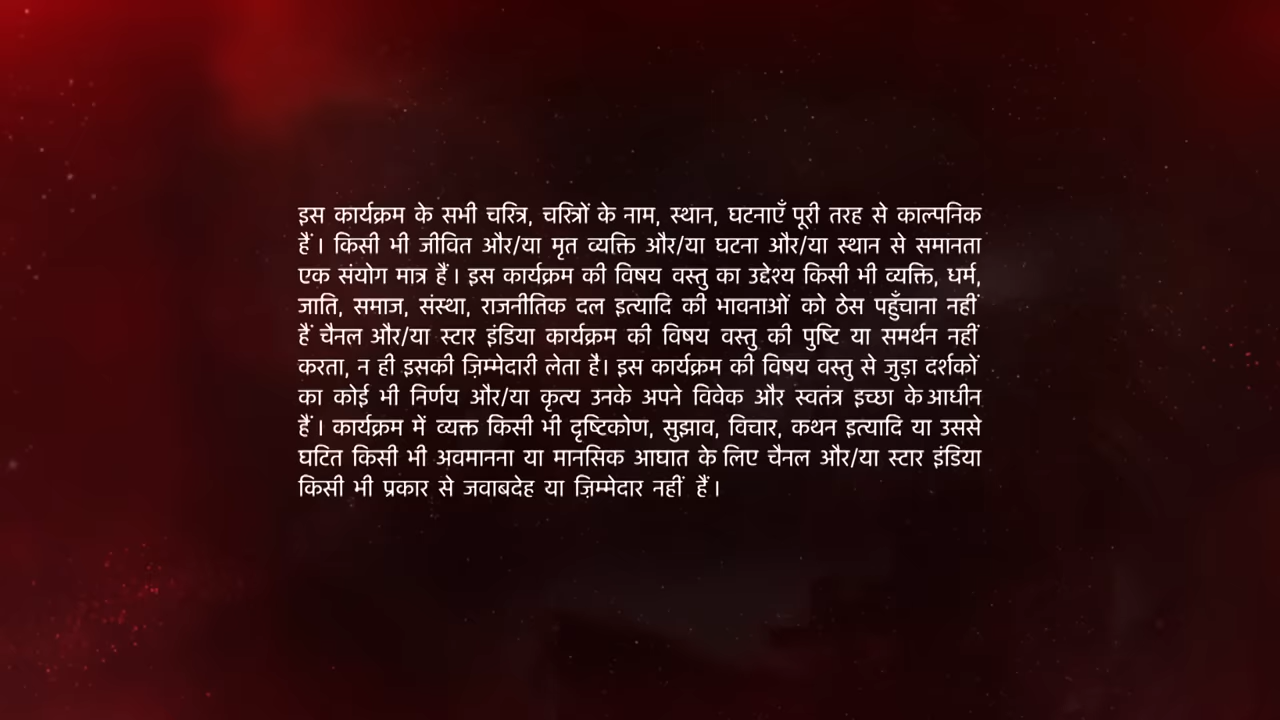 इस कार्यक्रम के सभी चरित्र, चरित्रों के नाम, स्थान, घटनाएँ पूरी तरह से काल्पनिक
हैं। किसी भी जीवित और/या मृत व्यक्ति और/या घटना और/या स्थान से समानता
एक संयोग मात्र हैं। इस कार्यक्रम की विषय वस्तु का उद्देश्य किसी भी व्यक्ति, धर्म,
जाति, समाज, संस्था, राजनीतिक दल इत्यादि की भावनाओं को ठेस पहुँचाना नहीं
हैं चैनल और/या स्टार इंडिया कार्यक्रम की विषय वस्तु की पुष्टि या समर्थन नहीं
करता, न ही इसकी ज़िम्मेदारी लेता है। इस कार्यक्रम की विषय वस्तु से जुड़ा दर्शकों
का कोई भी निर्णय और/या कृत्य उनके अपने विवेक और स्वतंत्र इच्छा के आधीन
हैं। कार्यक्रम में व्यक्त किसी भी दृष्टिकोण, सुझाव, विचार, कथन इत्यादि या उससे
घटित किसी भी अवमानना या मानसिक आघात के लिए चैनल और/या स्टार इंडिया
किसी भी प्रकार से जवाबदेह या ज़िम्मेदार नहीं हैं।